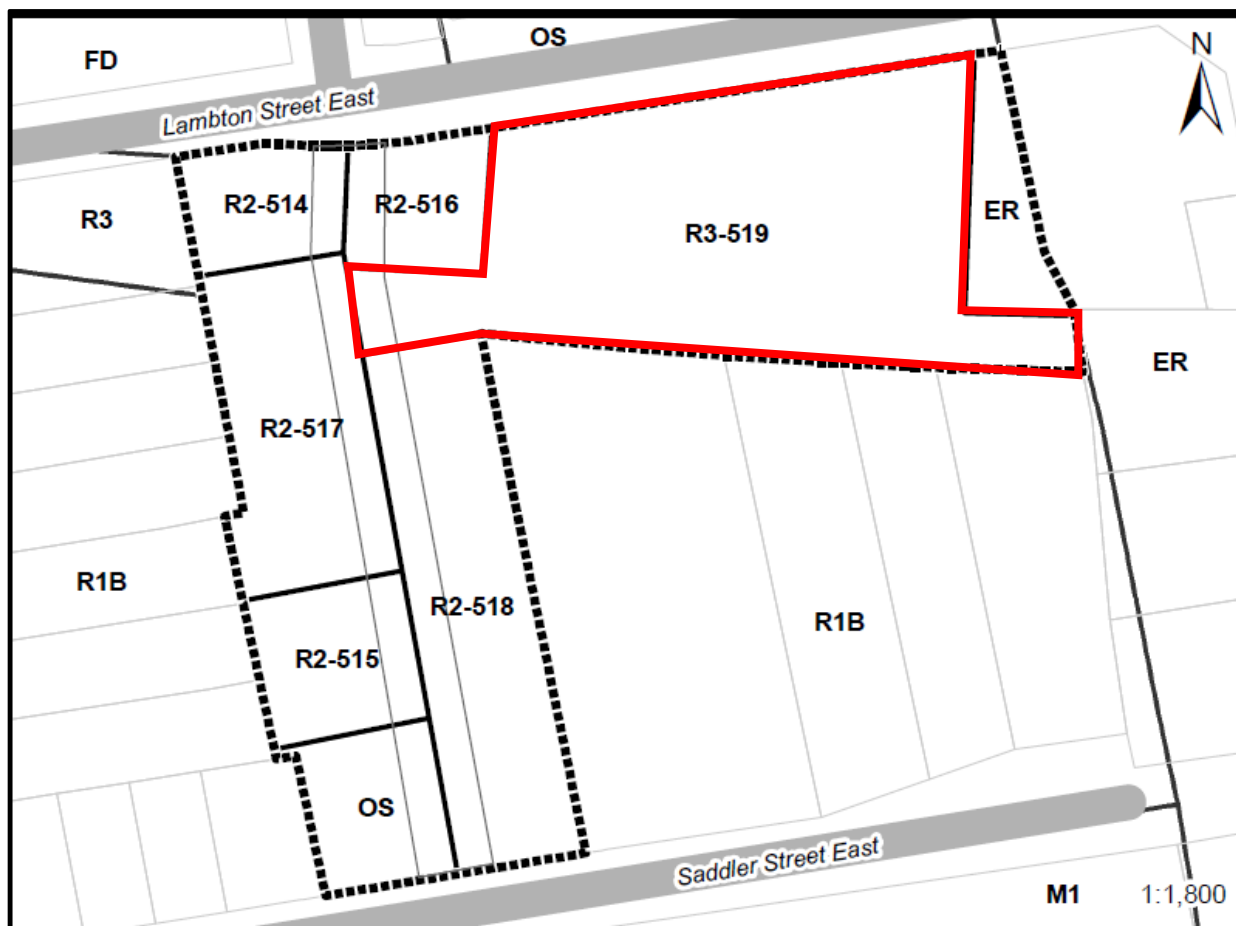 OS
FD
N
Lambton Street East
R2-514
R2-516
R3
ER
R3-519
ER
R2-517
R1B
R2-518
R1B
R2-515
OS
Saddler Street East
M1
1:1,800